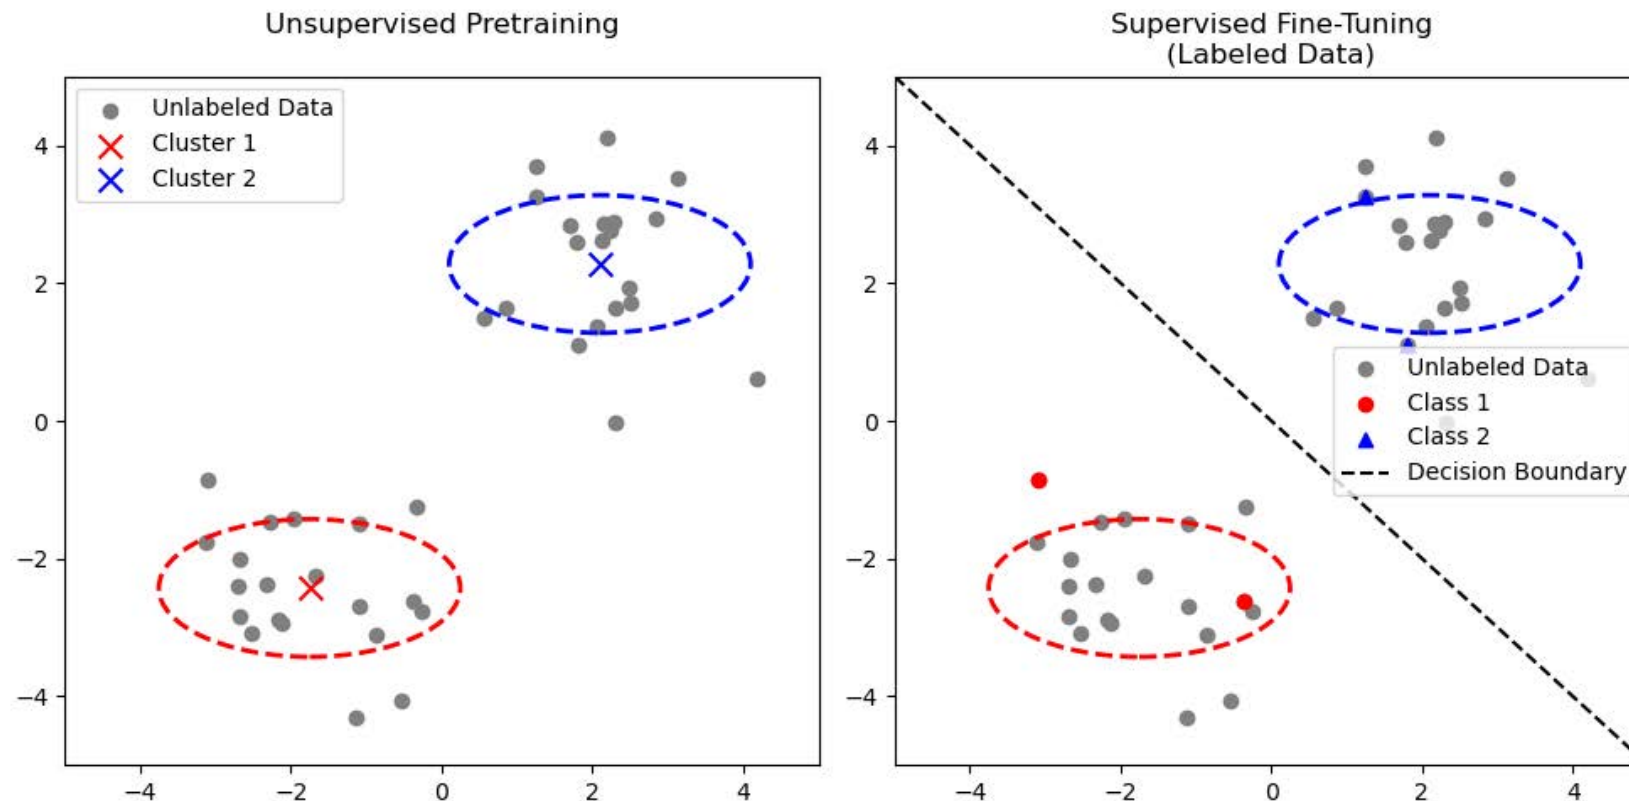 Unsupervised Pretraining
Unlabeled Data
Cluster 1
Cluster 2
4
2
0
−2
−4
−4
−2
0
2
4
Supervised Fine-Tuning
(Labeled Data)
4
2
0
−2
−4
Unlabeled Data
Class 1
Class 2
Decision Boundary
−4
−2
0
2
4